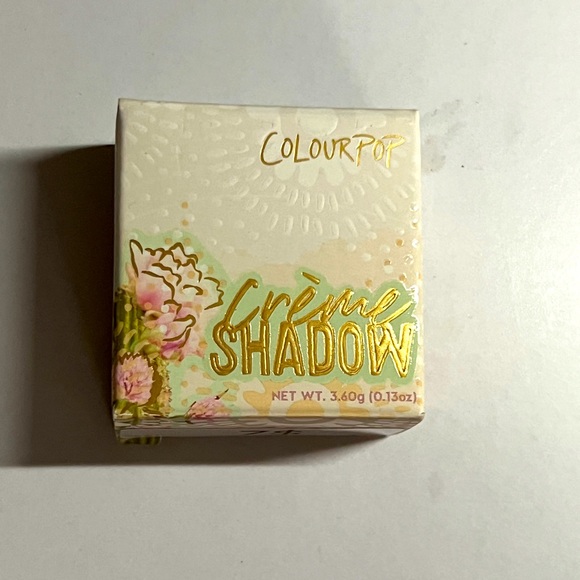 COLOURPOP
Crème
SHADOW
NET WT. 3.60g (0.13oz)